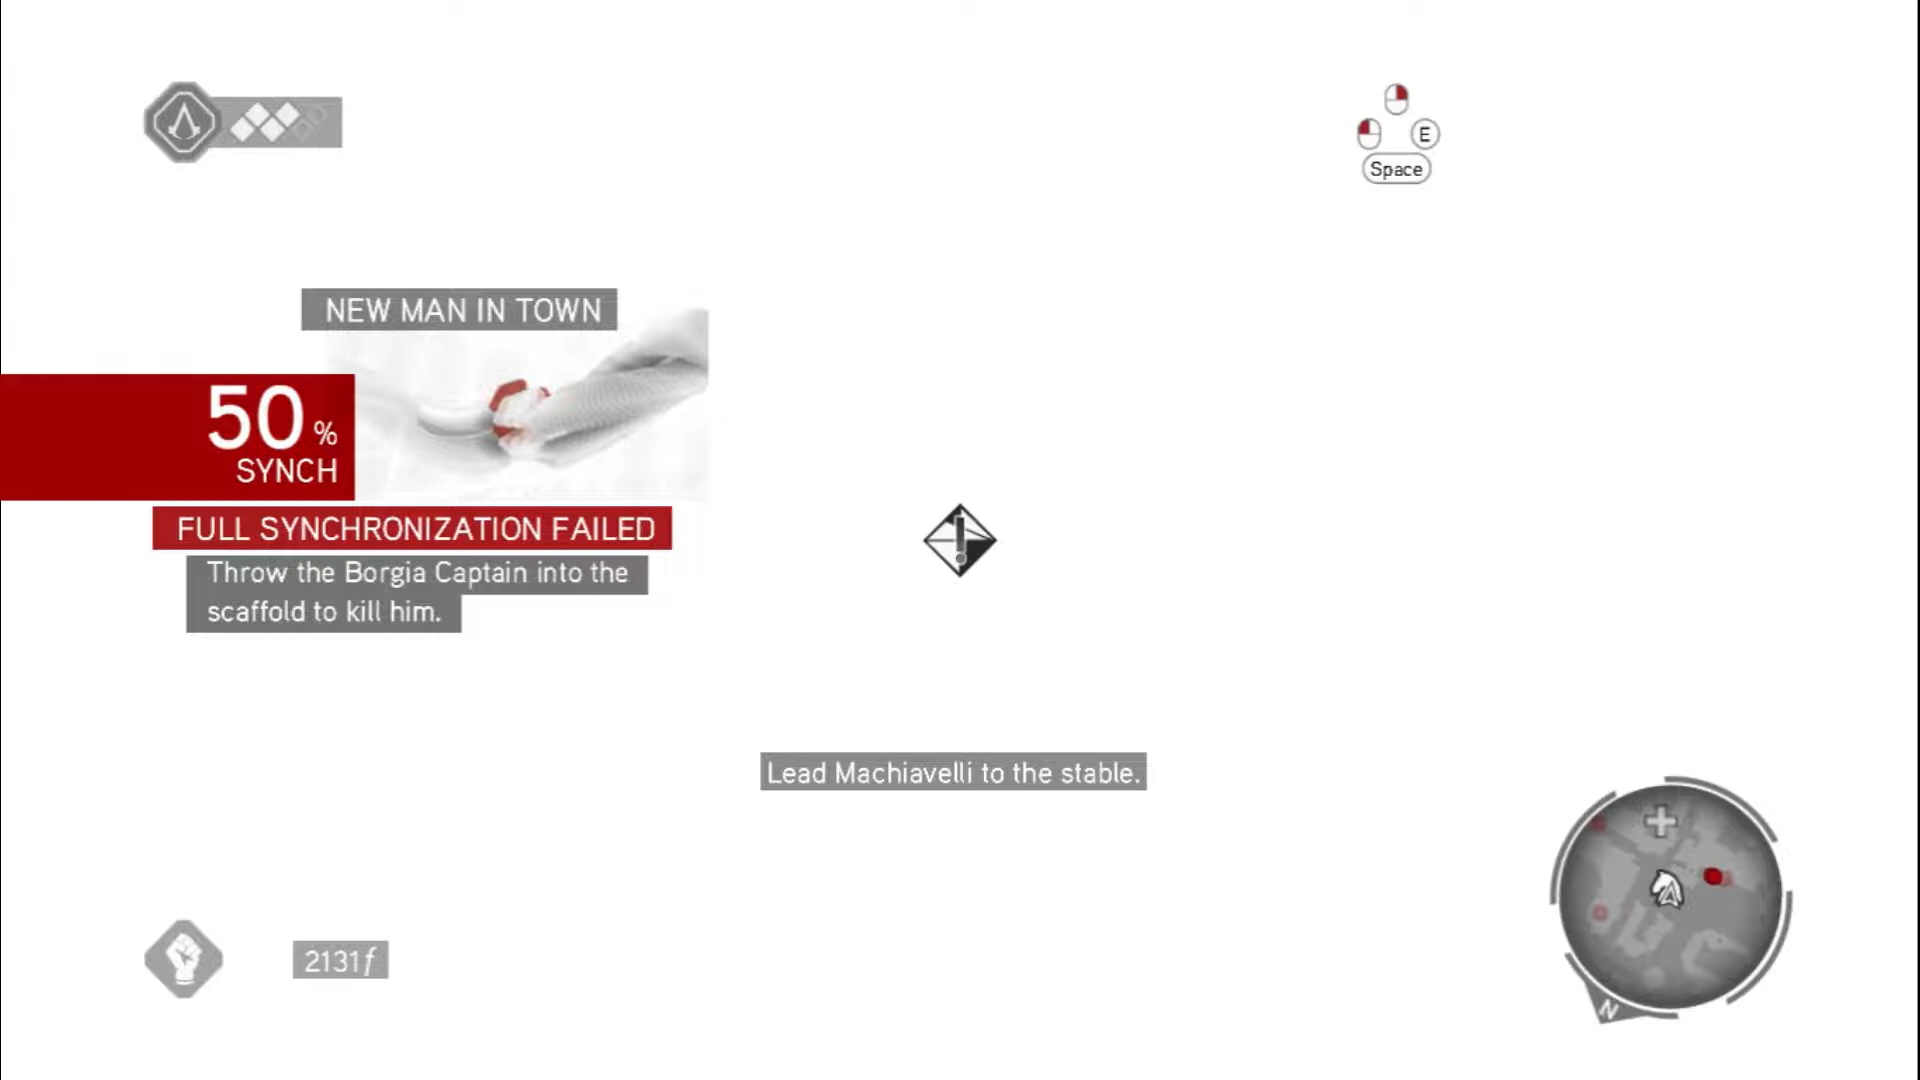 E
Space
NEW MAN IN TOWN
50 %
SYNCH
FULL SYNCHRONIZATION FAILED
Throw the Borgia Captain into the
scaffold to kill him.
Lead Machiavelli to the stable.
2131ƒ
N